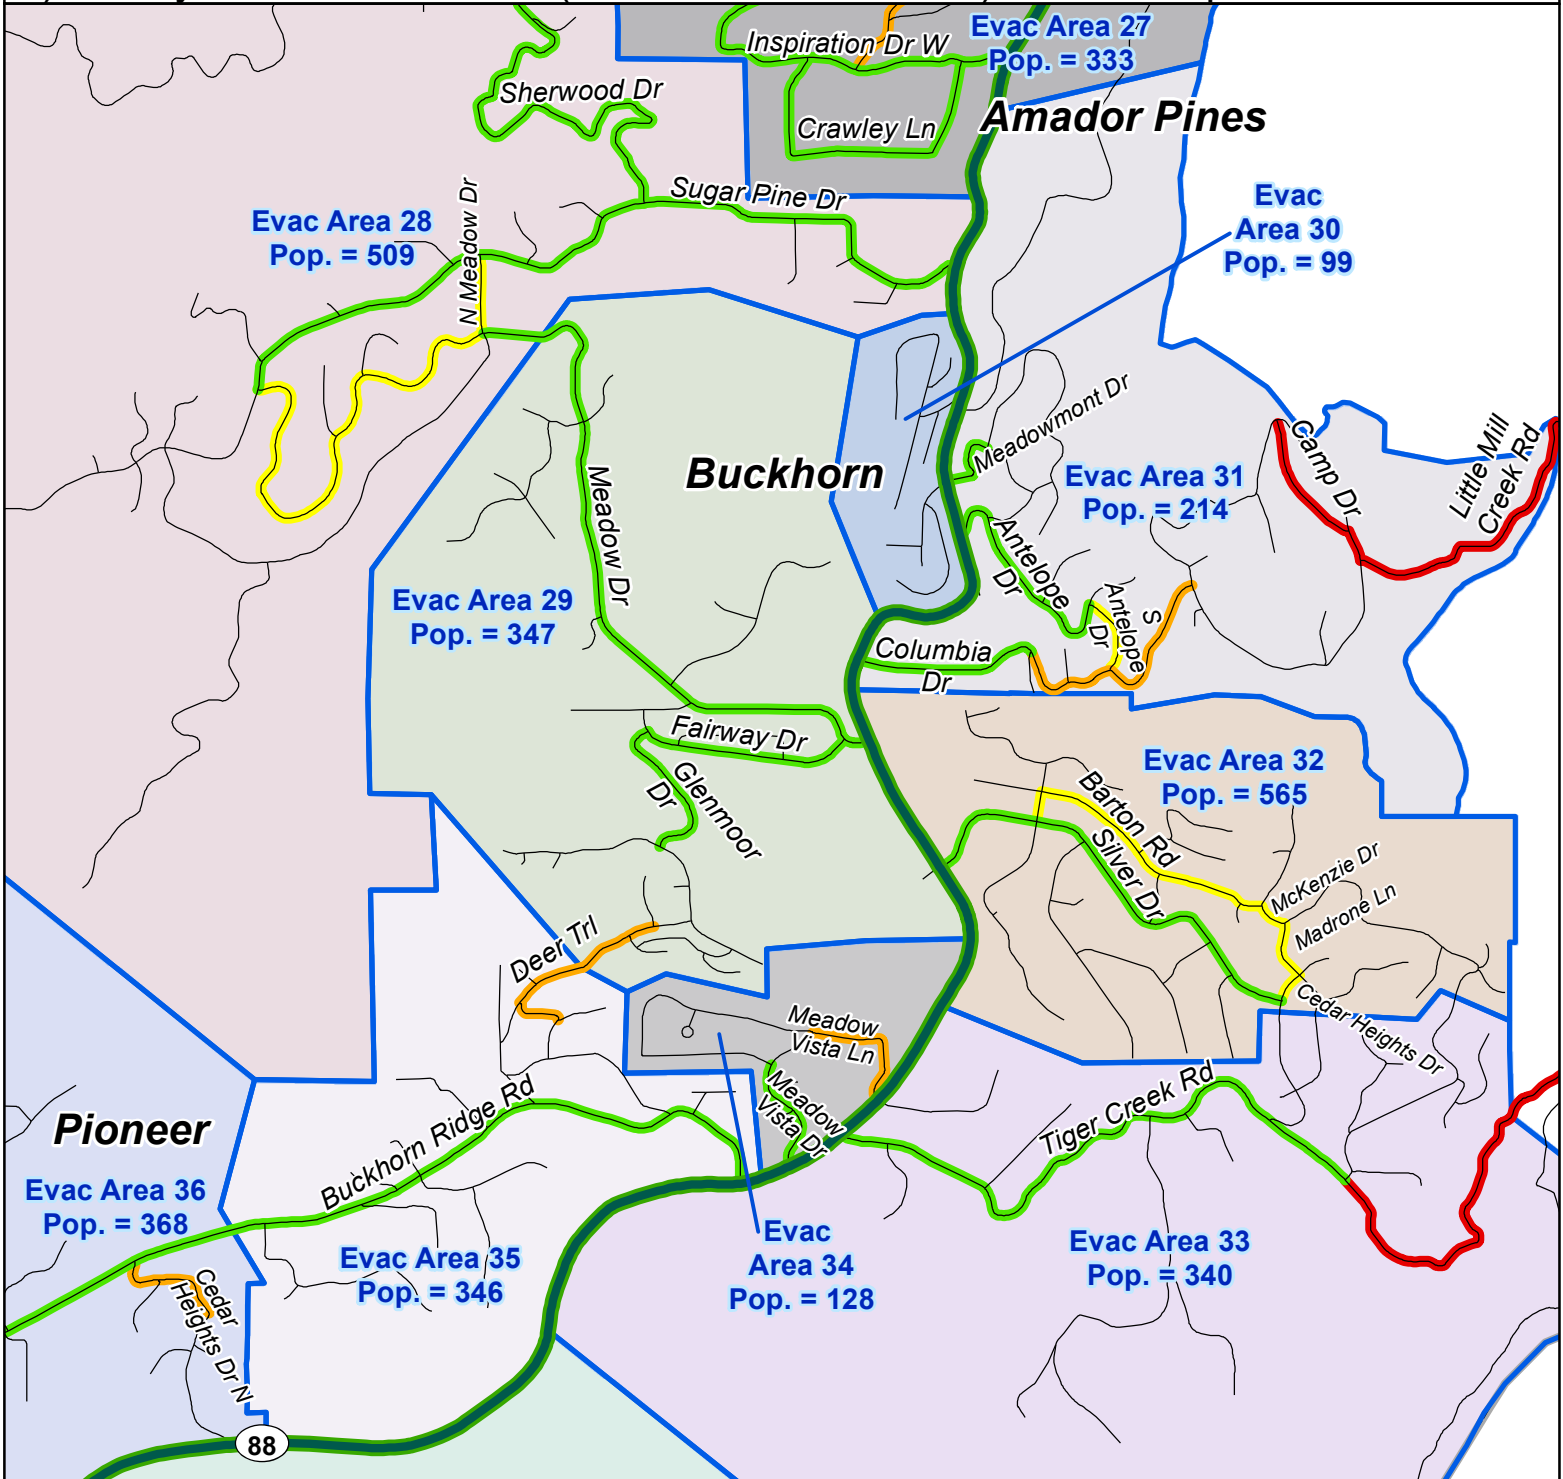 Inspiration Dr W
Evac Area 27
Pop. = 333
Sherwood Dr
Crawley Ln
Amador Pines
Sugar Pine Dr
N Meadow Dr
Evac Area 28
Pop. = 509
Evac
Area 30
Pop. = 99
Meadowmont Dr
Buckhorn
Evac Area 31
Pop. = 214
Camp Dr
Little Mill
Creek Rd
Meadow Dr
Antelope
Dr
S
Antelope
Dr
Evac Area 29
Pop. = 347
Columbia
Dr
Fairway Dr
Glenmoor
Dr
Evac Area 32
Pop. = 565
Barton Rd
Silver Dr
McKenzie Dr
Madrone Ln
Cedar Heights Dr
Deer Trl
Meadow
Vista Ln
Meadow
Vista Dr
Tiger Creek Rd
Buckhorn Ridge Rd
Pioneer
Evac Area 36
Pop. = 368
Evac Area 35
Pop. = 346
Evac
Area 34
Pop. = 128
Evac Area 33
Pop. = 340
Cedar
Heights Dr N
88